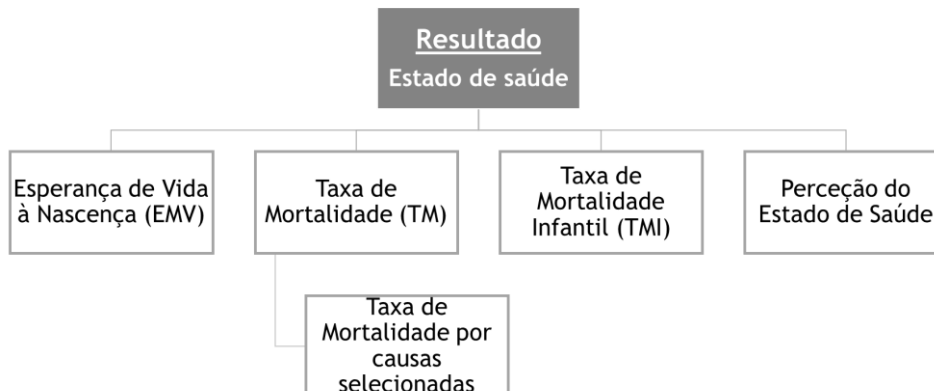 Resultado
Estado de saúde
Esperança de Vida
à Nascença (EMV)
Taxa de
Mortalidade (TM)
Taxa de
Mortalidade
Infantil (TMI)
Perceção do
Estado de Saúde
Taxa de
Mortalidade por
causas
selecionadas